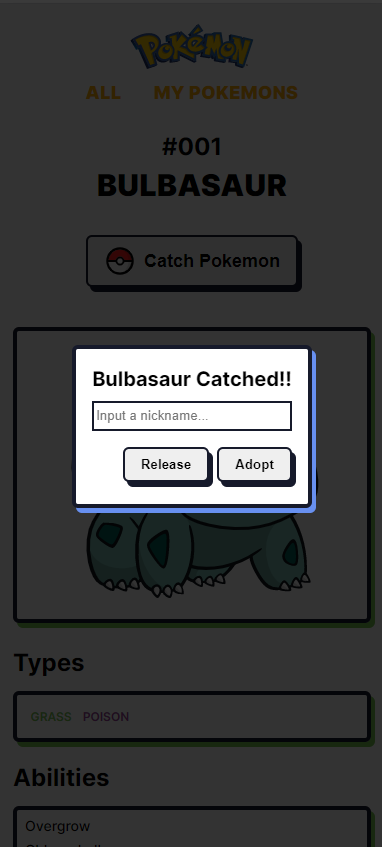 POKéMON
ALL MY POKEMONS
#001
BULBASAUR
Catch Pokemon
Bulbasaur Catched!!
Input a nickname...
Release Adopt
Types
GRASS POISON
Abilities
Overgrow